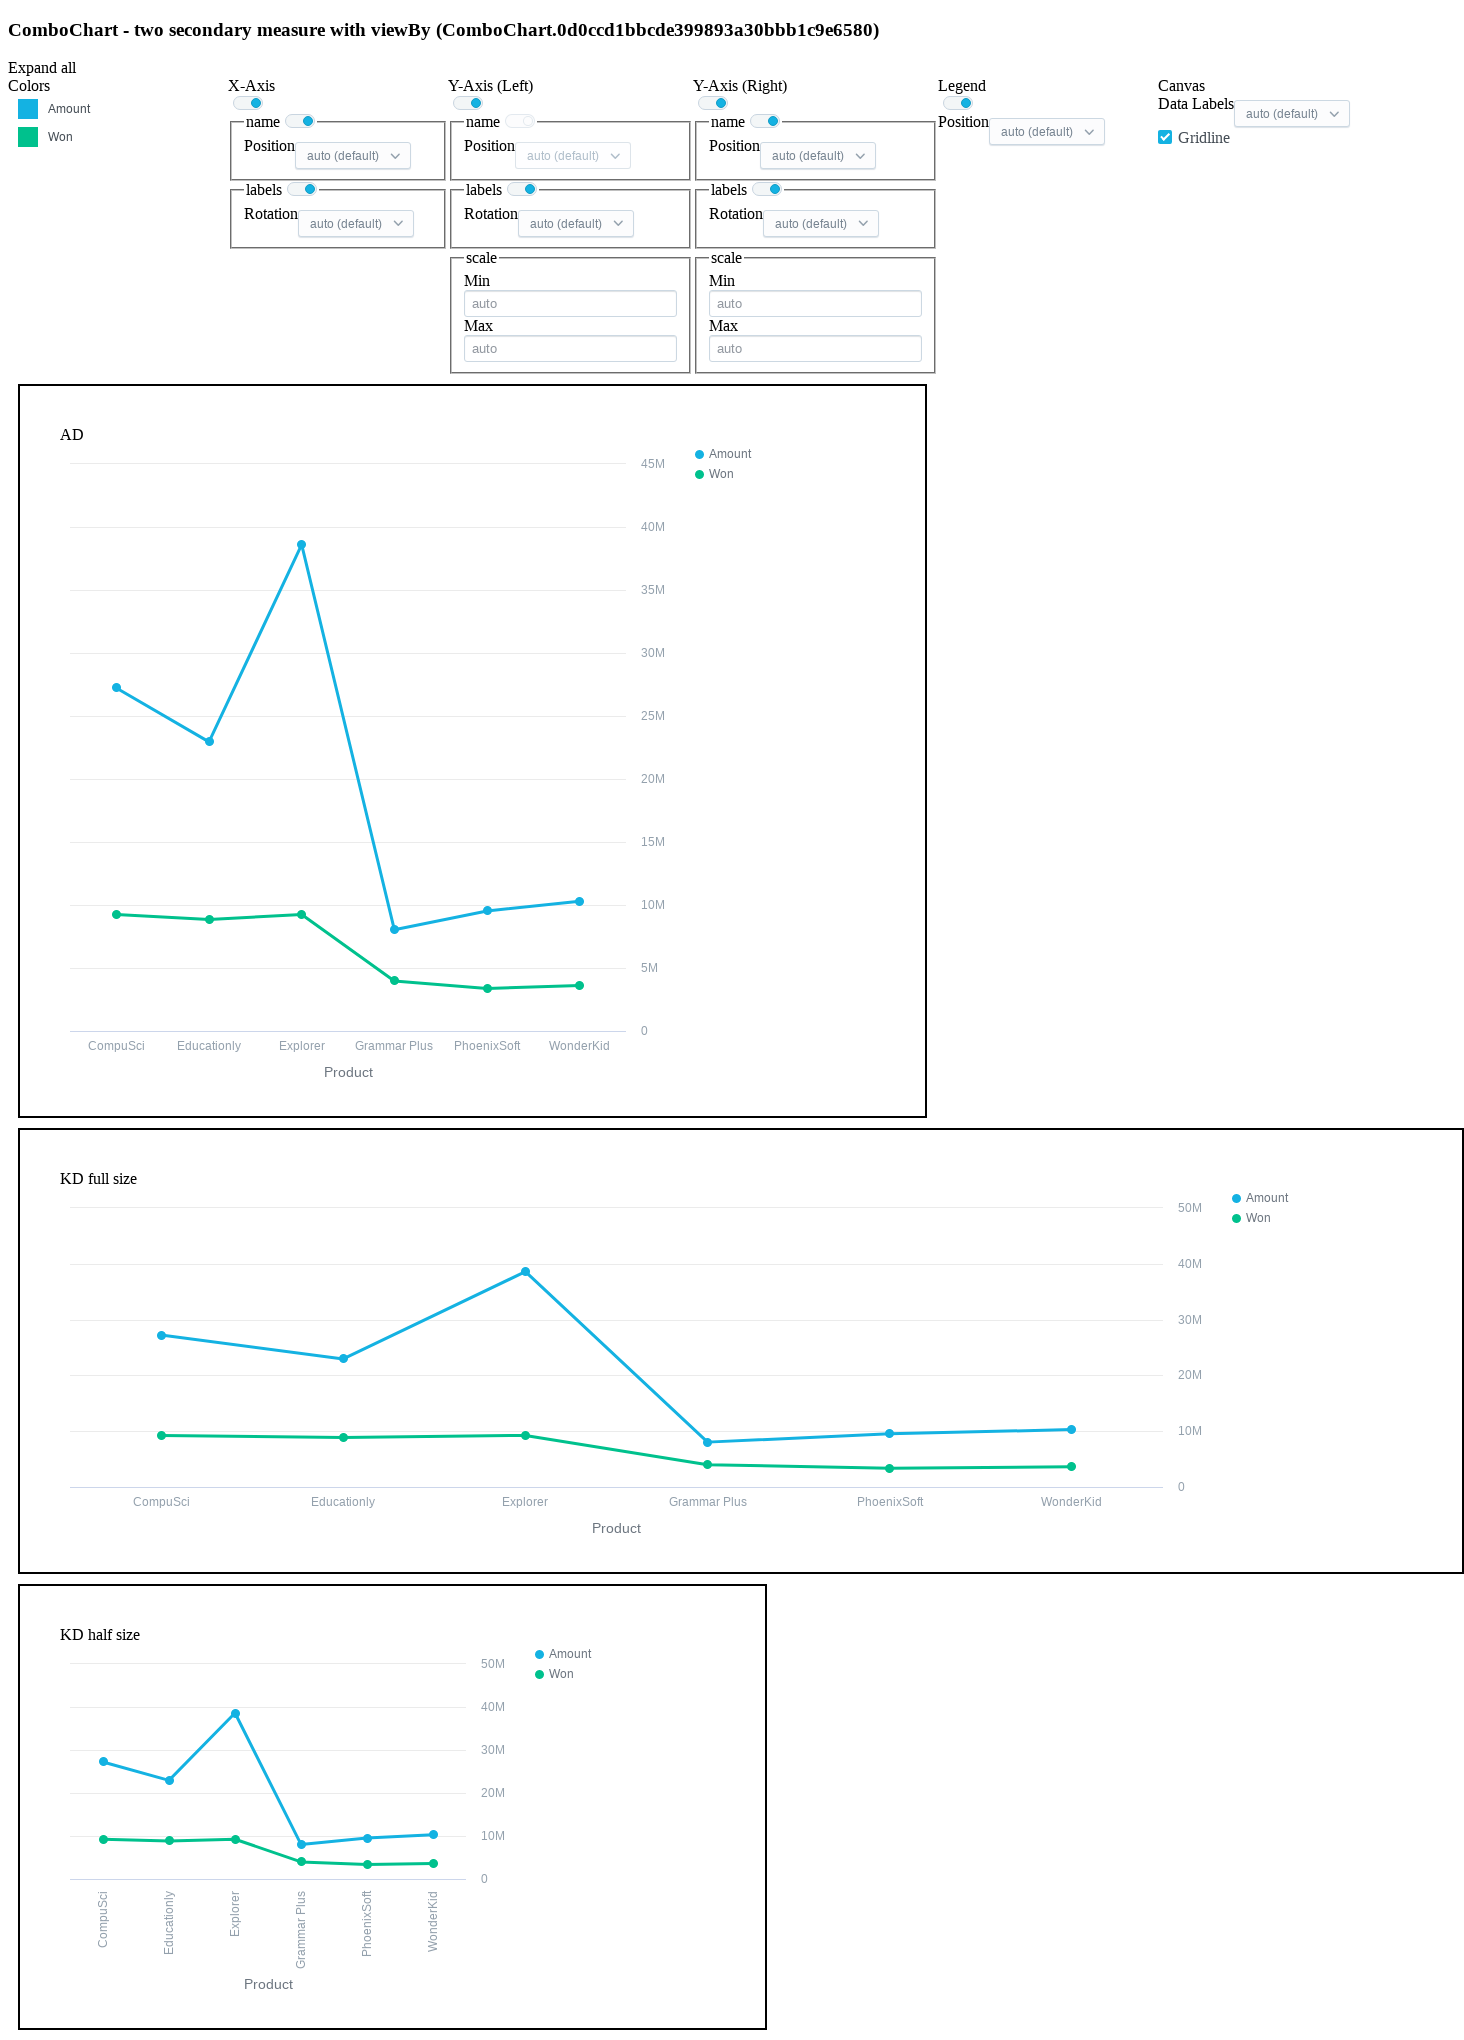 ComboChart - two secondary measure with viewBy (ComboChart.0d0ccd1bbcde399893a30bbb1c9e6580)
Expand all
Colors
Amount
Won
X-Axis
name
Position auto (default)
labels
Rotation auto (default)
Y-Axis (Left)
name
Position auto (default)
labels
Rotation auto (default)
scale
Min
auto
Max
auto
Y-Axis (Right)
name
Position auto (default)
labels
Rotation auto (default)
scale
Min
auto
Max
auto
Legend
Position auto (default)
Canvas
Data Labels auto (default)
Gridline
AD
45M
40M
35M
30M
25M
20M
15M
10M
5M
0
Amount
Won
CompuSci Educationly Explorer Grammar Plus PhoenixSoft WonderKid
Product
KD full size
50M
40M
30M
20M
10M
0
Amount
Won
CompuSci Educationly Explorer Grammar Plus PhoenixSoft WonderKid
Product
KD half size
50M
40M
30M
20M
10M
0
Amount
Won
CompuSci
Educationly
Explorer
Grammar Plus
PhoenixSoft
WonderKid
Product